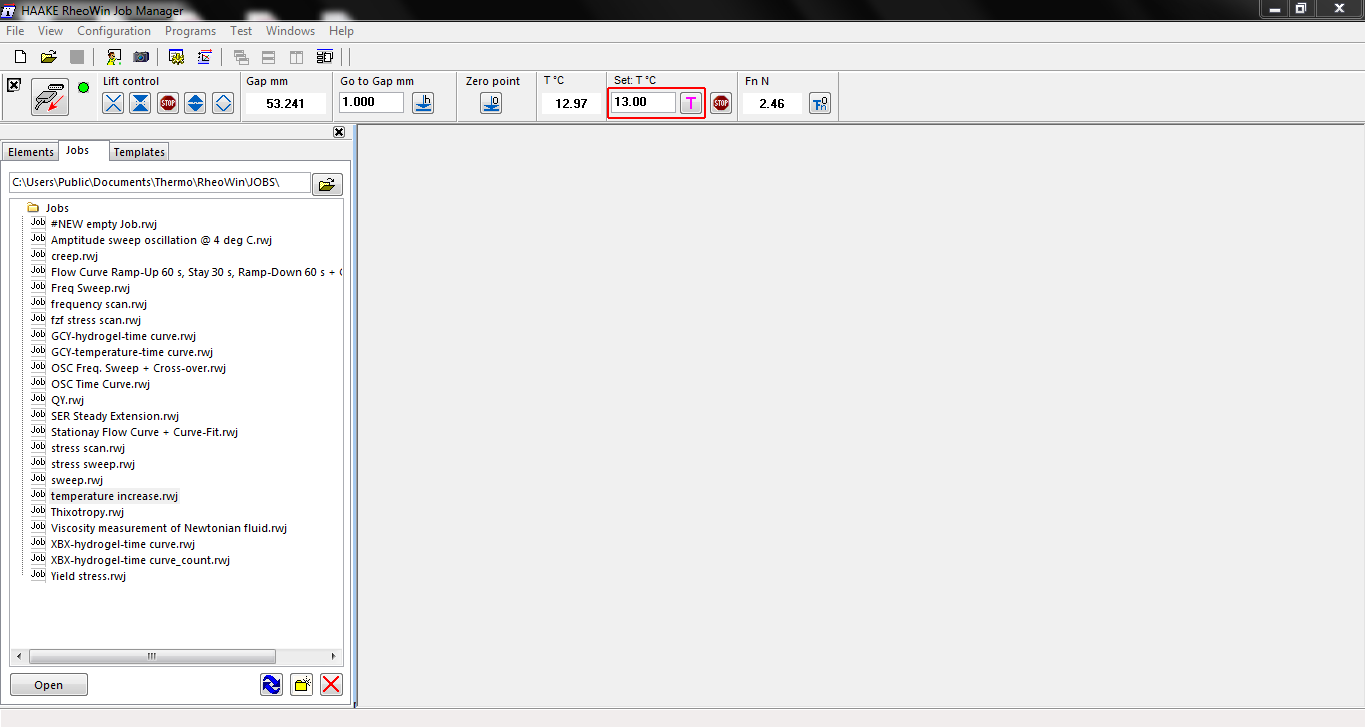 HAAKE RheoWin Job Manager
File View Configuration Programs Test Windows Help
Lift control Gap mm Go to Gap mm Zero point T °C Set: T °C Fn N
STOP 53.241 1.000 h 0 12.97 13.00 T STOP 2.46
Elements Jobs Templates
C:\Users\Public\Documents\Thermo\RheoWin\JOBS\
Jobs
Job #NEW empty Job.rwj
Job Amptitude sweep oscillation @ 4 deg C.rwj
Job creep.rwj
Job Flow Curve Ramp-Up 60 s, Stay 30 s, Ramp-Down 60 s +
Job Freq Sweep.rwj
Job frequency scan.rwj
Job fzf stress scan.rwj
Job GCY-hydrogel-time curve.rwj
Job GCY-temperature-time curve.rwj
Job OSC Freq. Sweep + Cross-over.rwj
Job OSC Time Curve.rwj
Job QY.rwj
Job SER Steady Extension.rwj
Job Stationay Flow Curve + Curve-Fit.rwj
Job stress scan.rwj
Job stress sweep.rwj
Job sweep.rwj
Job temperature increase.rwj
Job Thixotropy.rwj
Job Viscosity measurement of Newtonian fluid.rwj
Job XBX-hydrogel-time curve.rwj
Job XBX-hydrogel-time curve_count.rwj
Job Yield stress.rwj
Open